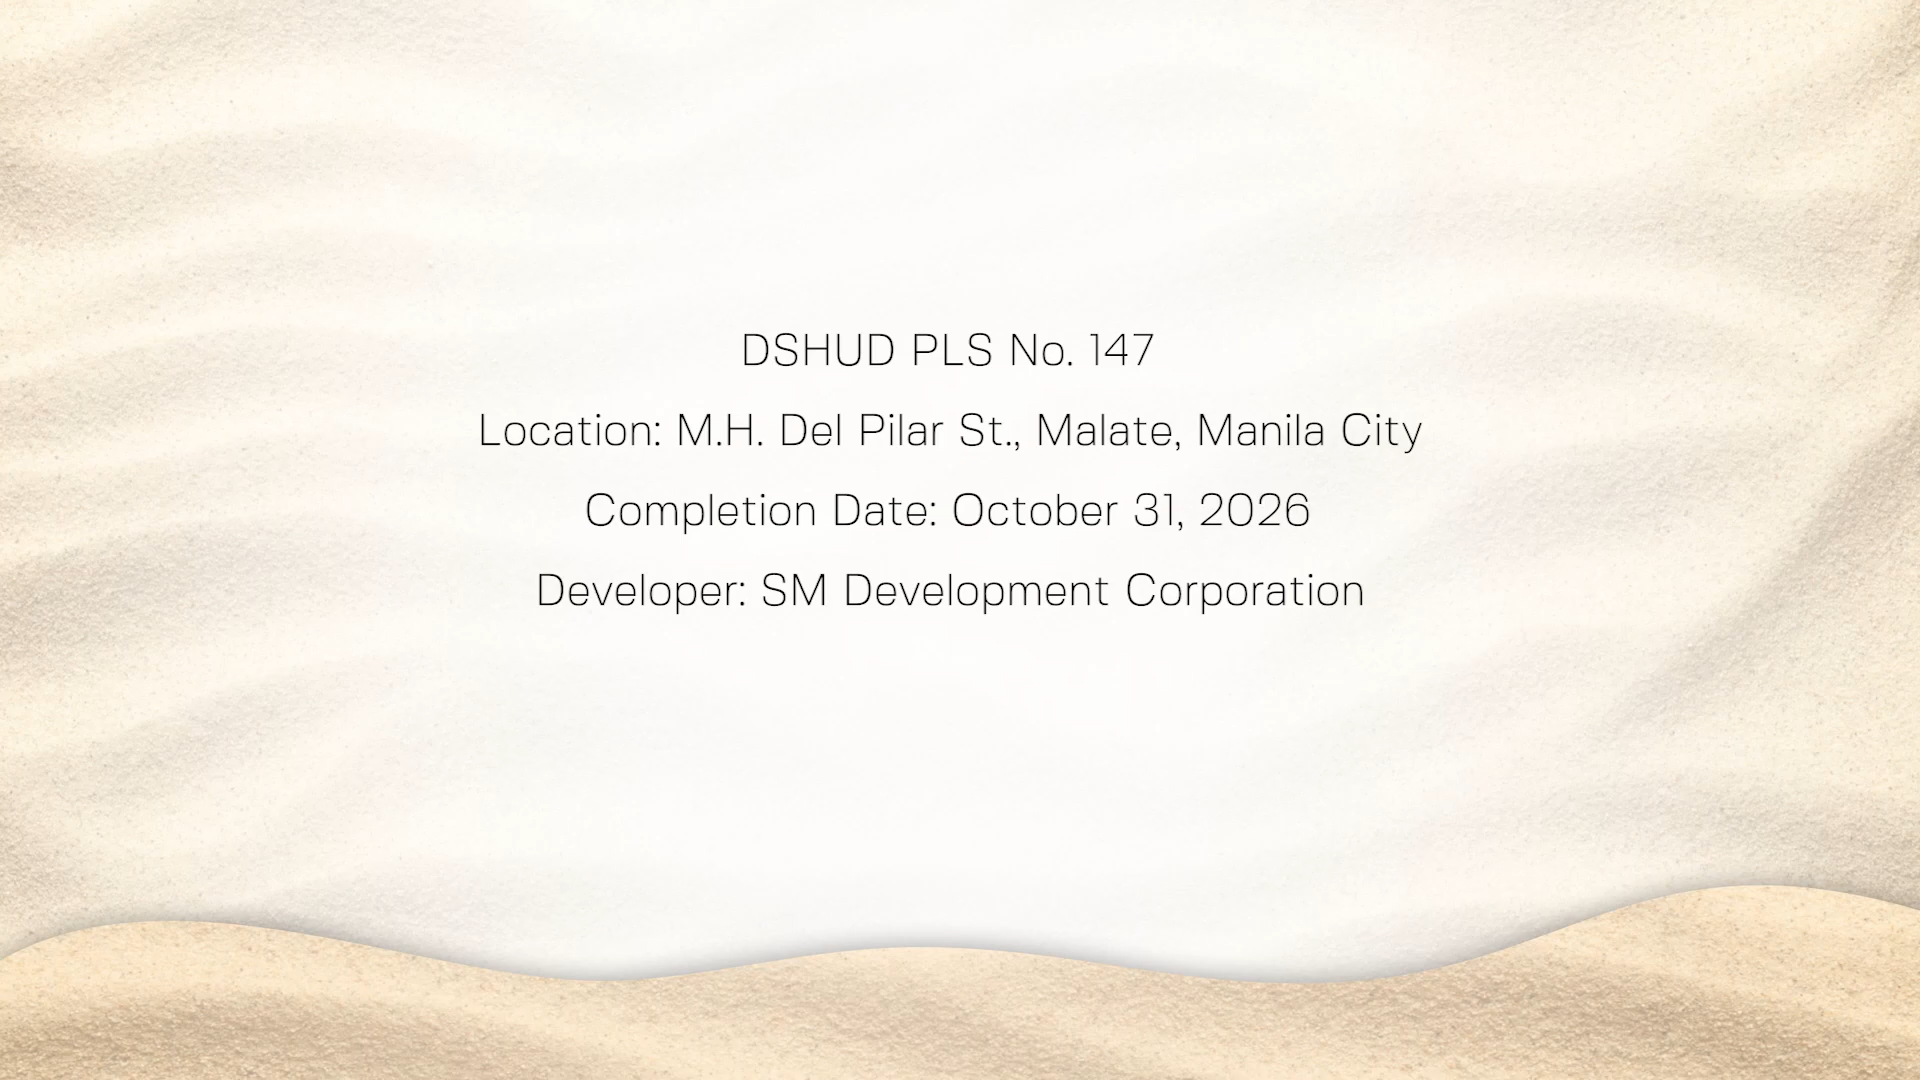 DSHUD PLS No. 147
Location: M.H. Del Pilar St., Malate, Manila City
Completion Date: October 31, 2026
Developer: SM Development Corporation